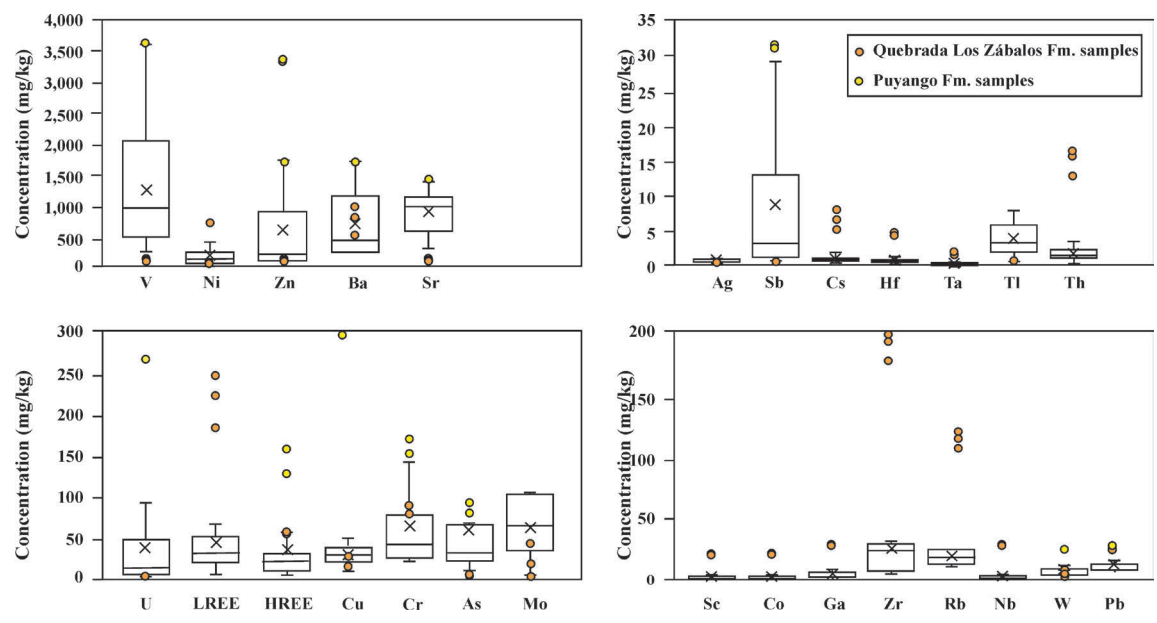 4,000
3,500
3,000
2,500
2,000
1,500
1,000
500
0
Concentration (mg/kg)
V Ni Zn Ba Sr
35
30
25
20
15
10
5
0
Concentration (mg/kg)
Quebrada Los Zábalos Fm. samples
Puyango Fm. samples
Ag Sb Cs Hf Ta Tl Th
300
250
200
150
100
50
0
Concentration (mg/kg)
U LREE HREE Cu Cr As Mo
200
150
100
50
0
Concentration (mg/kg)
Sc Co Ga Zr Rb Nb W Pb